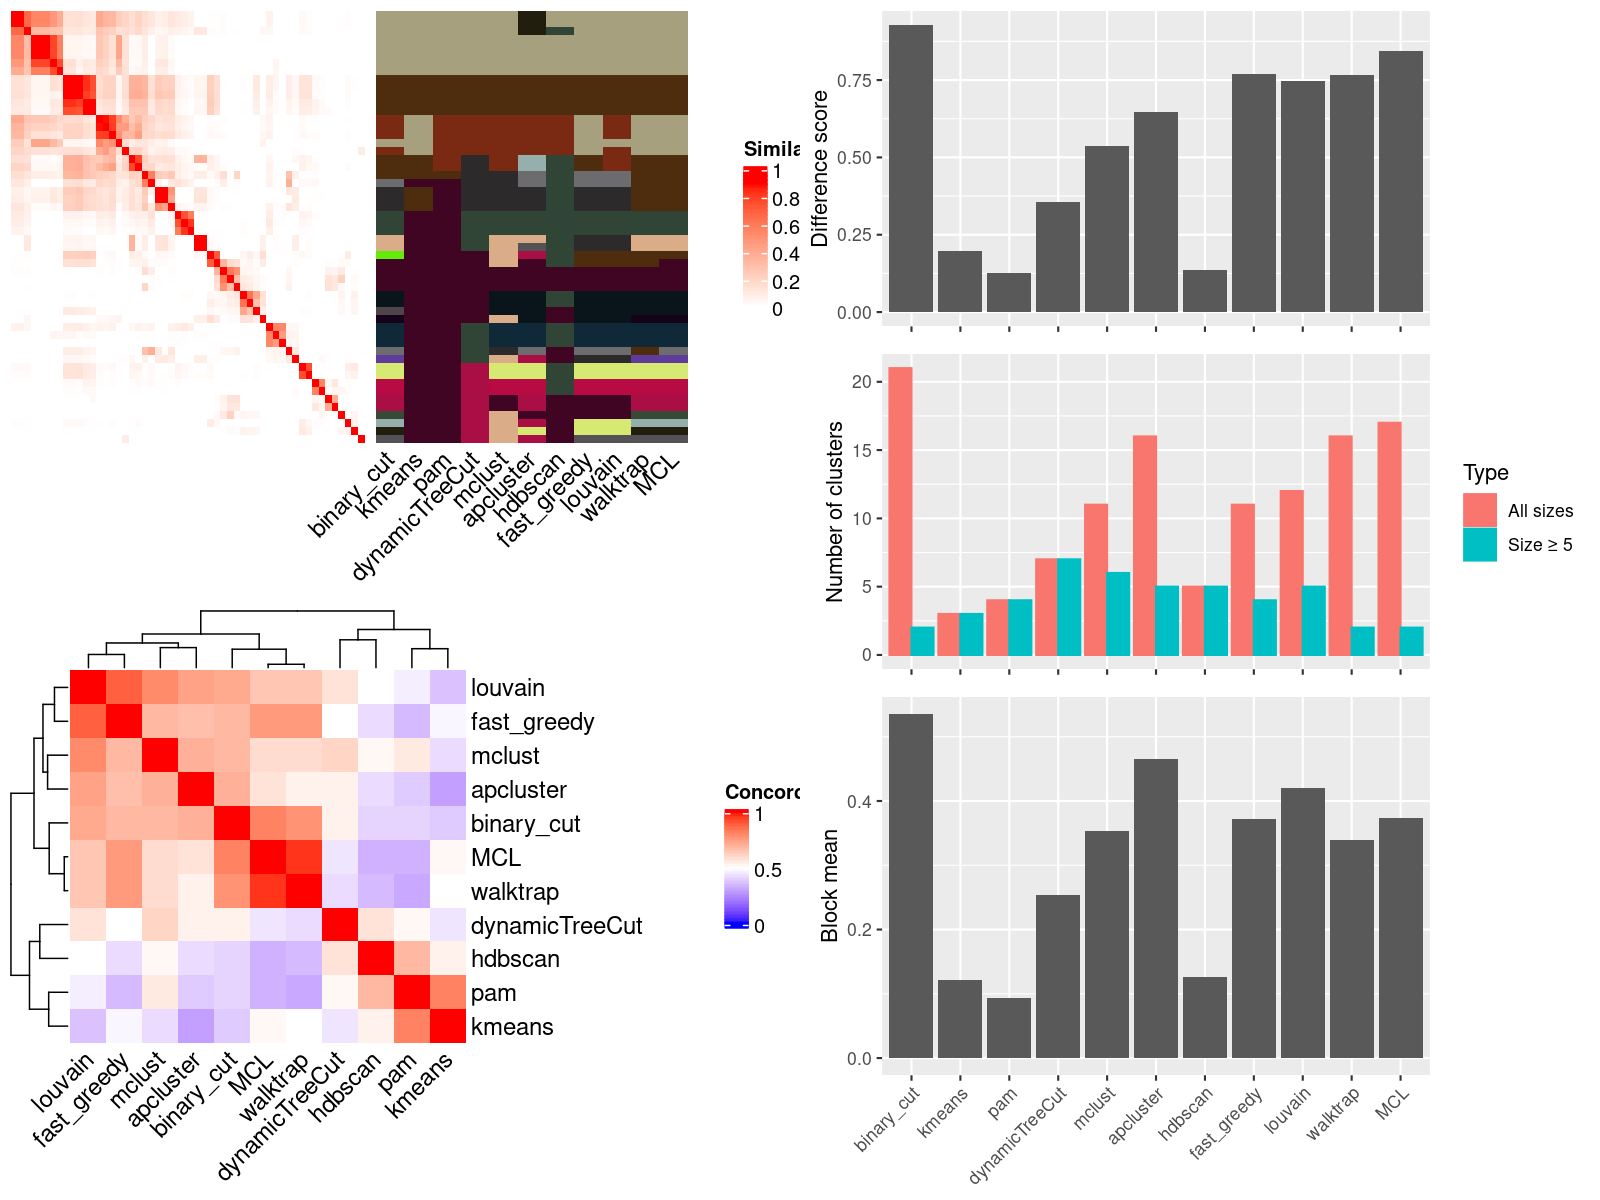 Simila
1
0.8
0.6
0.4
0.2
0
binary_cut
kmeans
pam
dynamicTreeCut
mclust
apcluster
hdbscan
fast_greedy
louvain
walktrap
MCL
louvain
fast_greedy
mclust
apcluster
binary_cut
MCL
walktrap
dynamicTreeCut
hdbscan
pam
kmeans
Concord
1
0.5
0
louvain
fast_greedy
mclust
apcluster
binary_cut
MCL
walktrap
dynamicTreeCut
hdbscan
pam
kmeans
Difference score
0.75
0.50
0.25
0.00
Number of clusters
20
15
10
5
0
Type
All sizes
Size ≥ 5
Block mean
0.4
0.2
0.0
binary_cut
kmeans
pam
dynamicTreeCut
mclust
apcluster
hdbscan
fast_greedy
louvain
walktrap
MCL